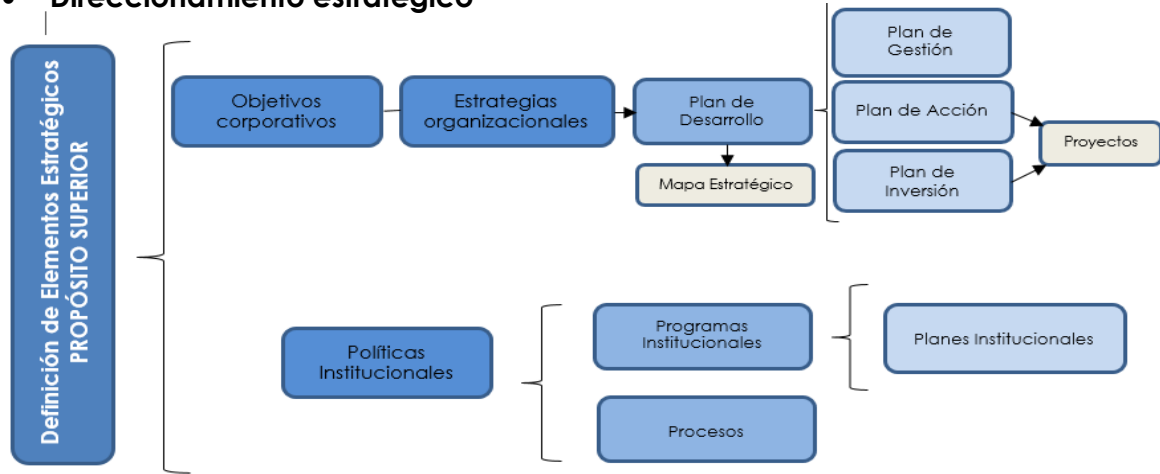 • Direccionamiento estratégico
Definición de Elementos Estratégicos
PROPÓSITO SUPERIOR
Objetivos
corporativos
Estrategias
organizacionales
Plan de
Desarrollo
Mapa Estratégico
Plan de
Gestión
Plan de Acción
Plan de
Inversión
Proyectos
Políticas
Institucionales
Programas
Institucionales
Procesos
Planes Institucionales